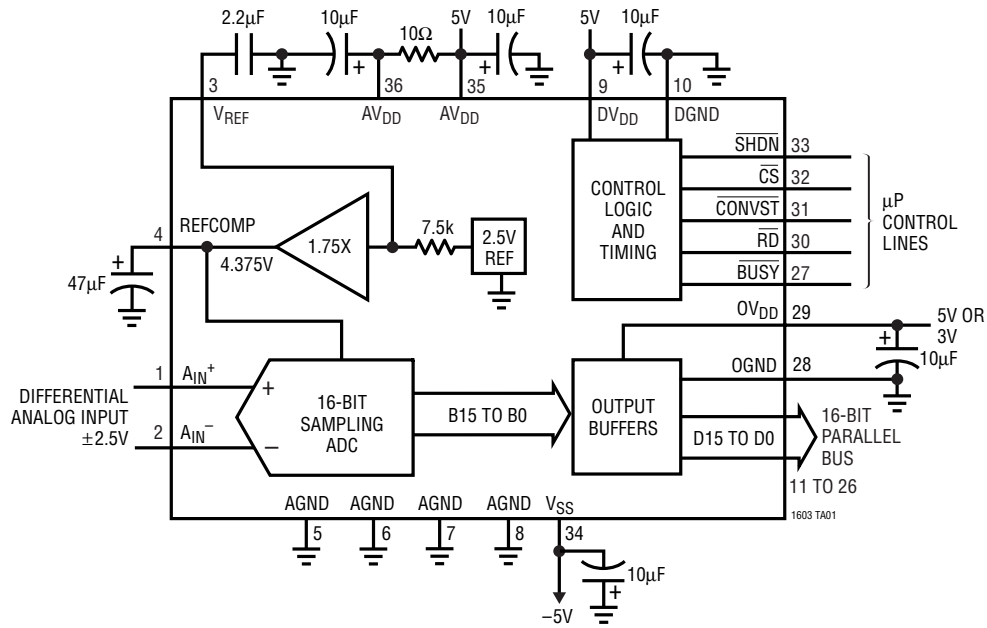 2.2µF
10µF
10Ω
5V
10µF
5V
10µF
3
36
35
9
10
VREF
AVDD
AVDD
DVDD
DGND
SHDN
33
CS
32
CONVST
31
RD
30
BUSY
27
µP
CONTROL
LINES
CONTROL
LOGIC
AND
TIMING
4
REFCOMP
4.375V
1.75X
7.5k
2.5V
REF
47µF
OVDD
29
5V OR
3V
10µF
OGND
28
DIFFERENTIAL
ANALOG INPUT
±2.5V
1
AIN+
2
AIN–
+
–
16-BIT
SAMPLING
ADC
B15 TO B0
OUTPUT
BUFFERS
D15 TO D0
16-BIT
PARALLEL
BUS
11 TO 26
AGND
AGND
AGND
AGND
VSS
5
6
7
8
34
1603 TA01
10µF
–5V